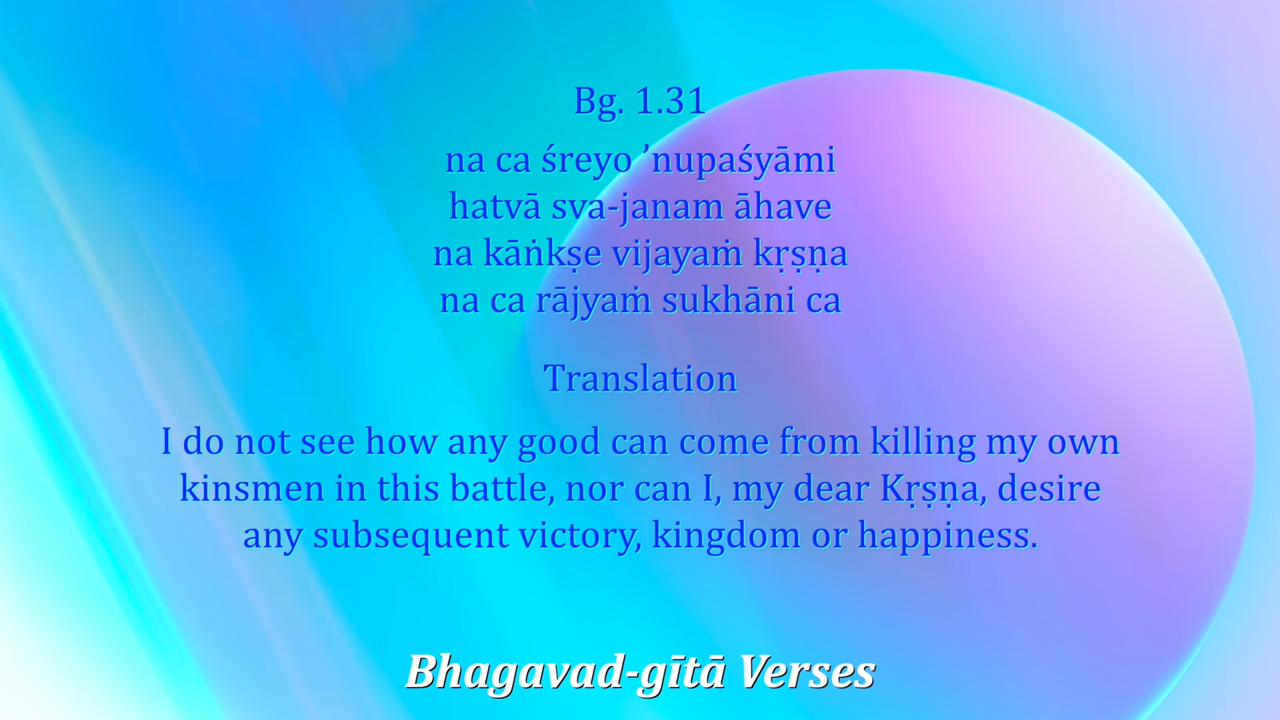 Bg. 1.31
na ca śreyo ’nupaśyāmi
hatvā sva-janam āhave
na kāṅkṣe vijayaṁ kṛṣṇa
na ca rājyaṁ sukhāni ca
Translation
I do not see how any good can come from killing my own
kinsmen in this battle, nor can I, my dear Kṛṣṇa, desire
any subsequent victory, kingdom or happiness.
Bhagavad-gītā Verses